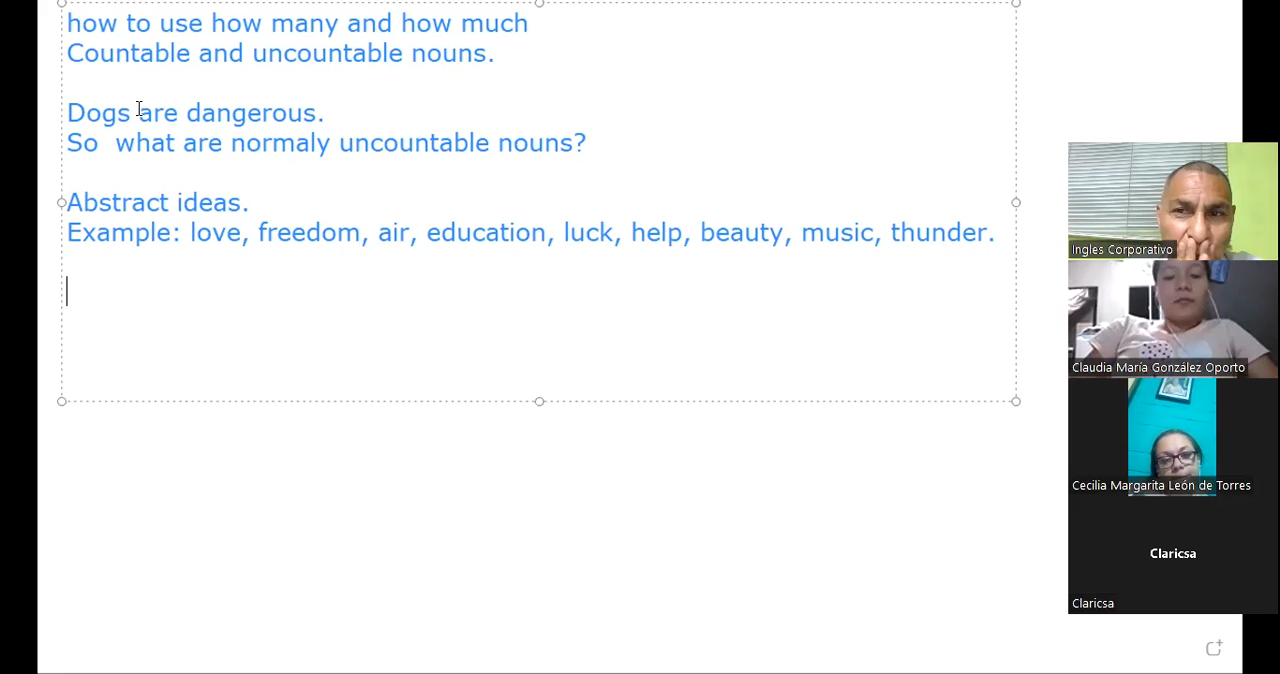 how to use how many and how much
Countable and uncountable nouns.
Dogs are dangerous.
So  what are normaly uncountable nouns?
Abstract ideas.
Example: love, freedom, air, education, luck, help, beauty, music, thunder.
Ingles Corporativo
Claudia María González Oporto
Cecilia Margarita León de Torres
Claricsa
Claricsa